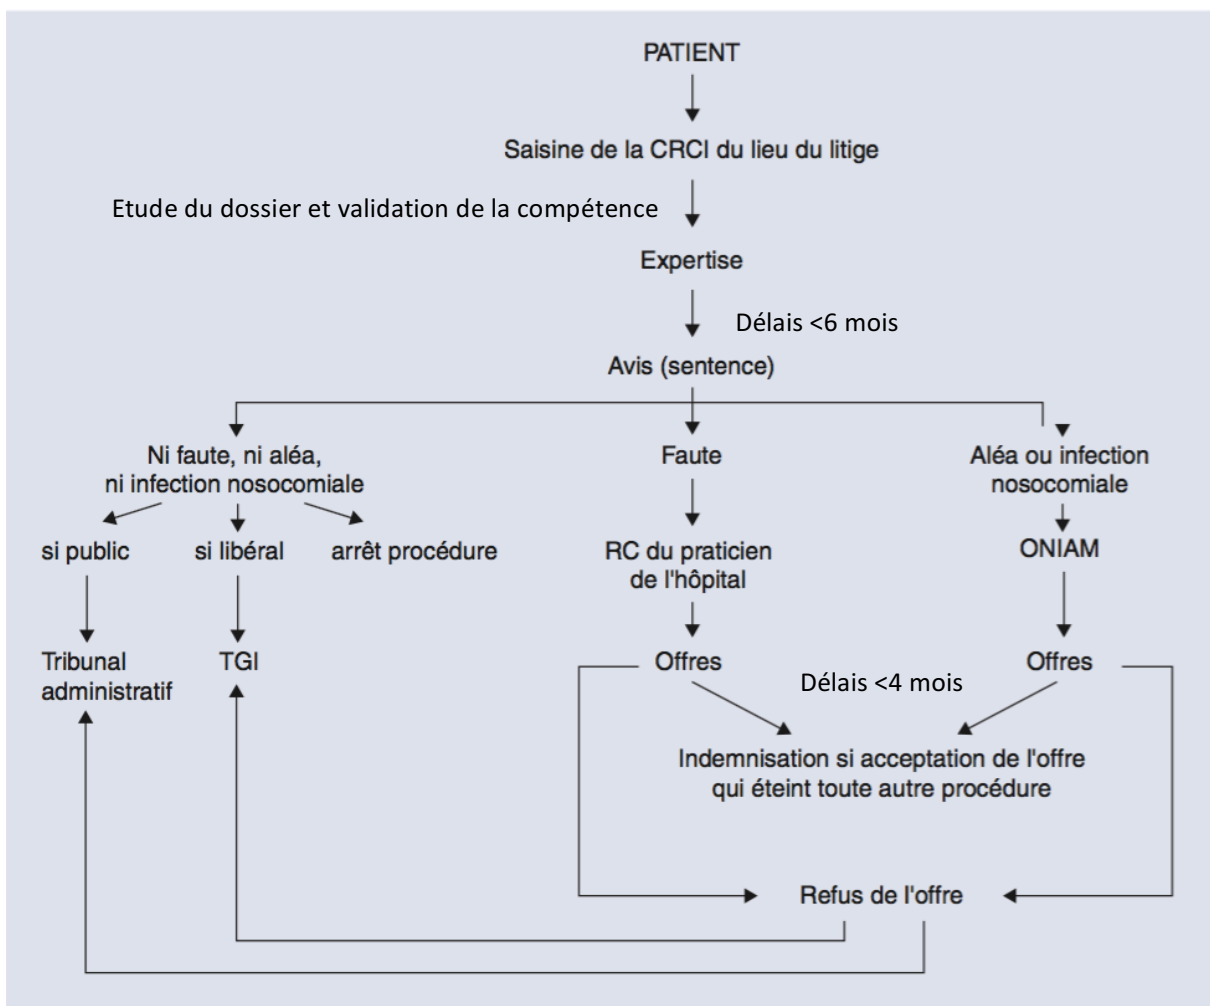 PATIENT
Saisine de la CRCI du lieu du litige
Etude du dossier et validation de la compétence
Expertise
Délais <6 mois
Avis (sentence)
Ni faute, ni aléa,
ni infection nosocomiale
Faute
Aléa ou infection
nosocomiale
si public
si libéral
arrêt procédure
RC du praticien
de l'hôpital
ONIAM
Tribunal
administratif
TGI
Offres
Offres
Délais <4 mois
Indemnisation si acceptation de l'offre
qui éteint toute autre procédure
Refus de l'offre